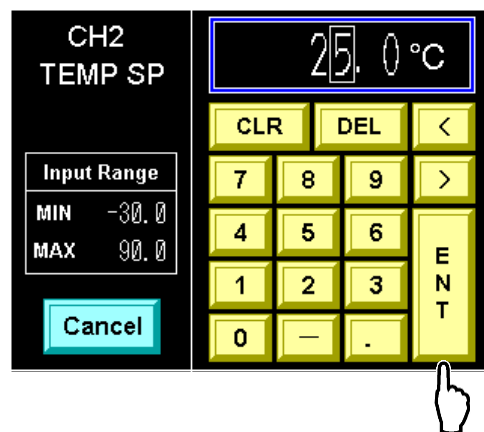 CH2
TEMP SP
25.0 °C
Input Range
MIN -30.0
MAX 90.0
Cancel
CLR DEL <
7 8 9 >
4 5 6
1 2 3
0 — .
ENT